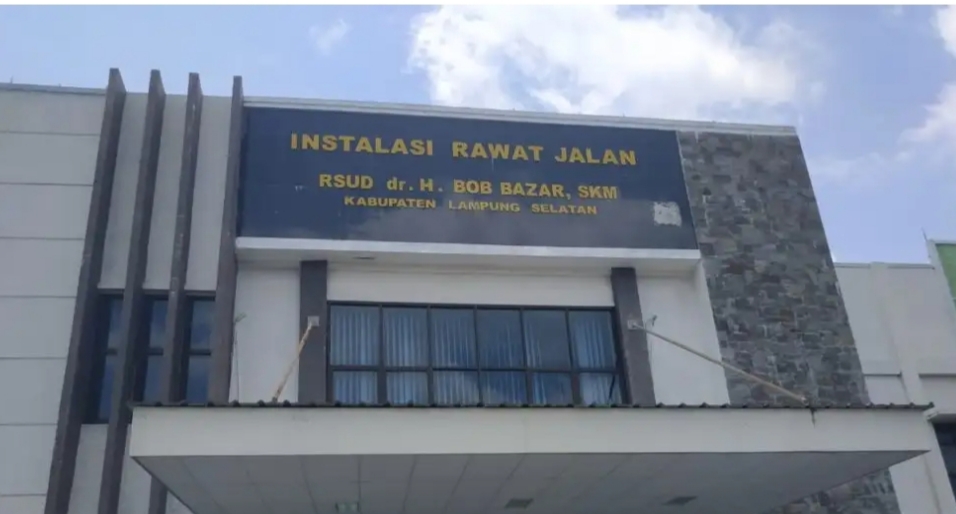 INSTALASI RAWAT JALAN
RSUD dr. H. BOB BAZAR, SKM
KABUPATEN LAMPUNG SELATAN